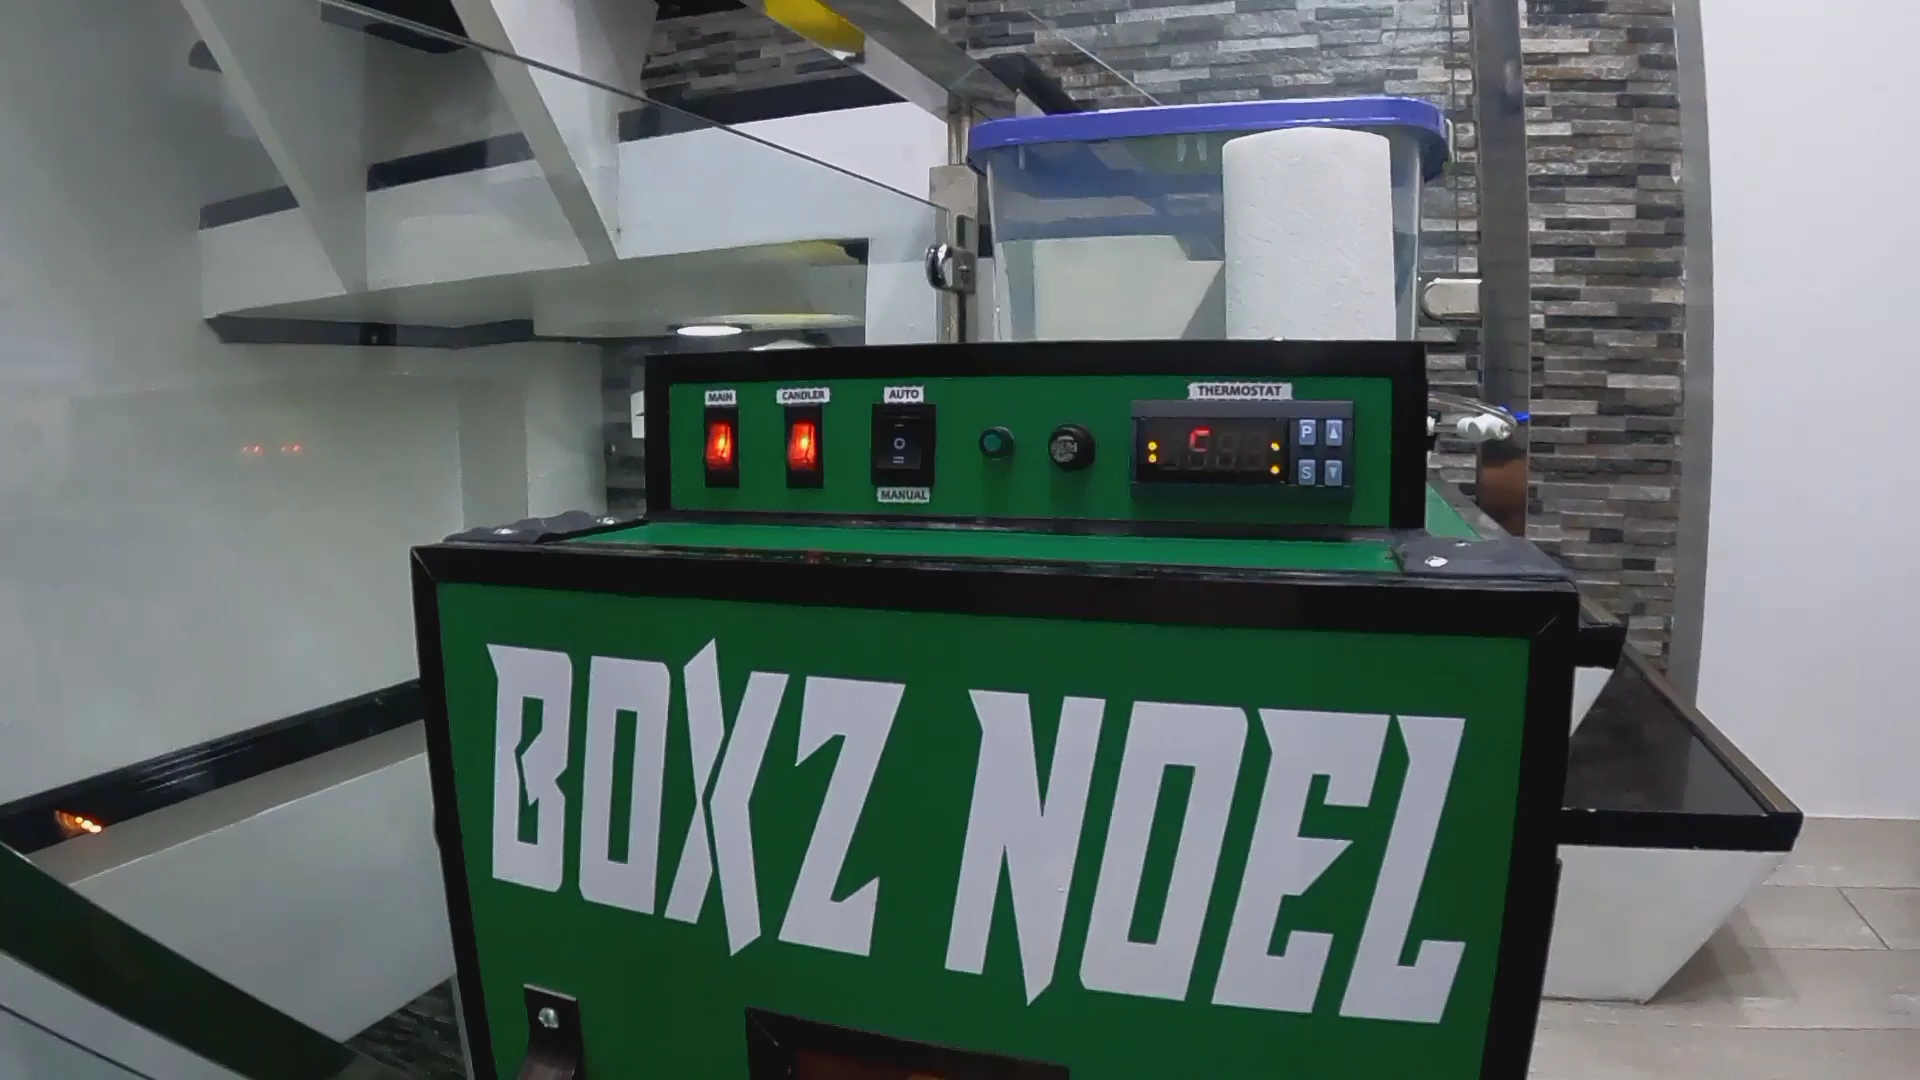 MAIN
CANDLER
AUTO
MANUAL
THERMOSTAT
P
S
BOXZ NOEL